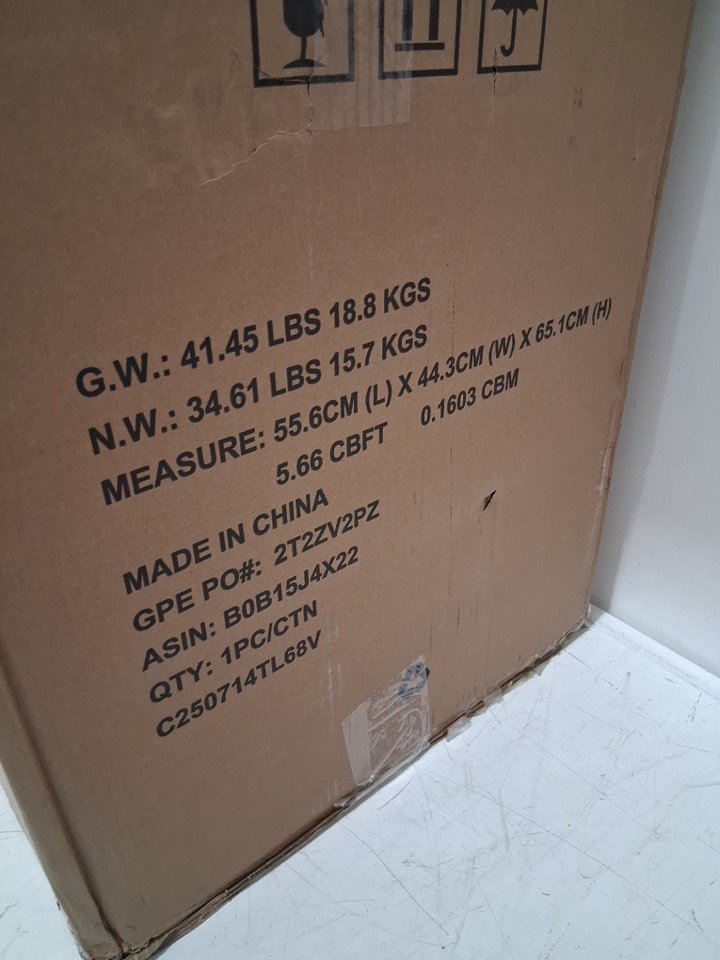 G.W.: 41.45 LBS 18.8 KGS
N.W.: 34.61 LBS 15.7 KGS
MEASURE: 55.6CM (L) X 44.3CM (W) X 65.1CM (H)
5.66 CBFT 0.1603 CBM
MADE IN CHINA
GPE PO#: 2T2ZV2PZ
ASIN: B0B15J4X22
QTY: 1PC/CTN
C250714TL68V